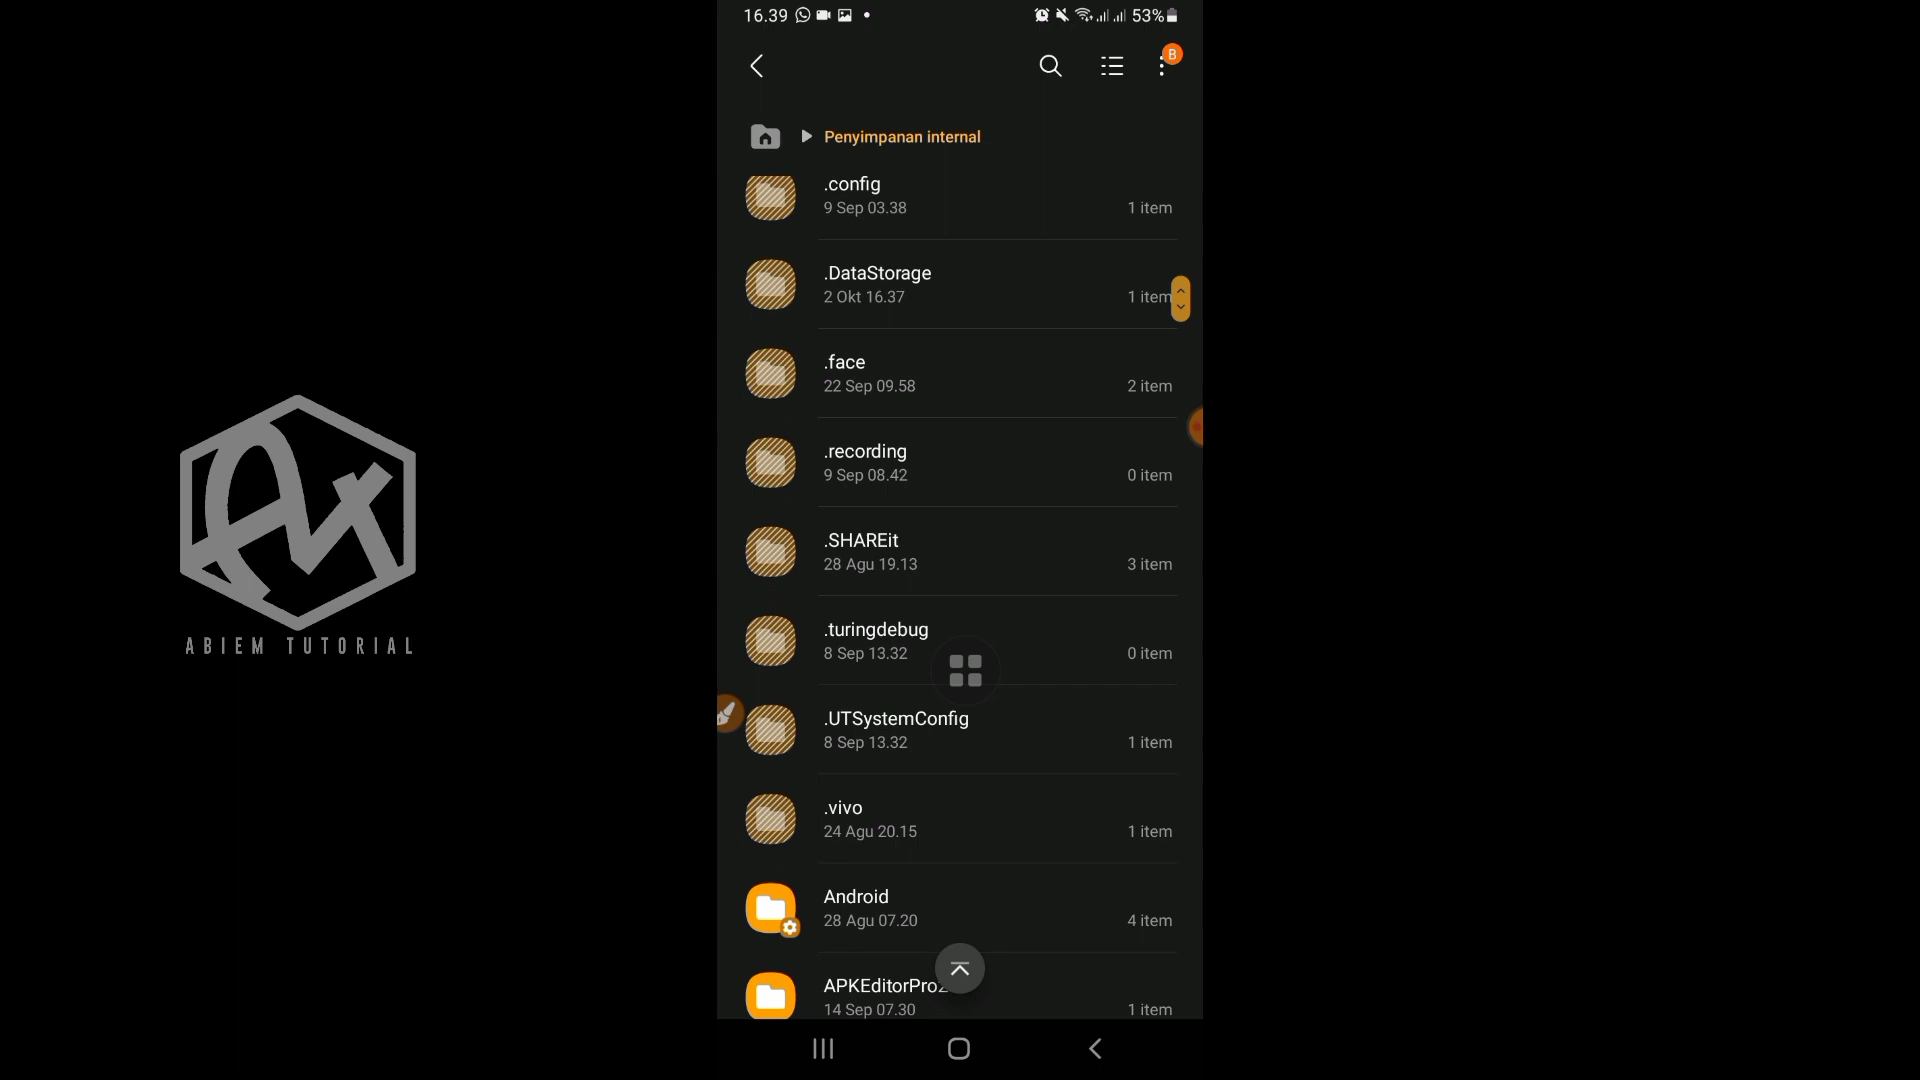 16.39
53%
B
Penyimpanan internal
.config
9 Sep 03.38
1 item
.DataStorage
2 Okt 16.37
1 item
.face
22 Sep 09.58
2 item
.recording
9 Sep 08.42
0 item
.SHAREit
28 Agu 19.13
3 item
.turingdebug
8 Sep 13.32
0 item
.UTSystemConfig
8 Sep 13.32
1 item
.vivo
24 Agu 20.15
1 item
Android
28 Agu 07.20
4 item
APKEditorPro2
14 Sep 07.30
1 item
ABIEM TUTORIAL